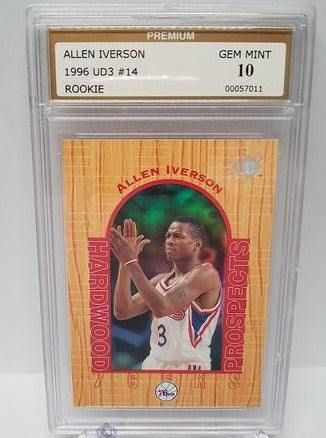 PREMIUM
ALLEN IVERSON
GEM MINT
1996 UD3 #14
10
ROOKIE
00057011
ALLEN IVERSON
HARDWOOD
PROSPECTS
3
76ERS
76ers